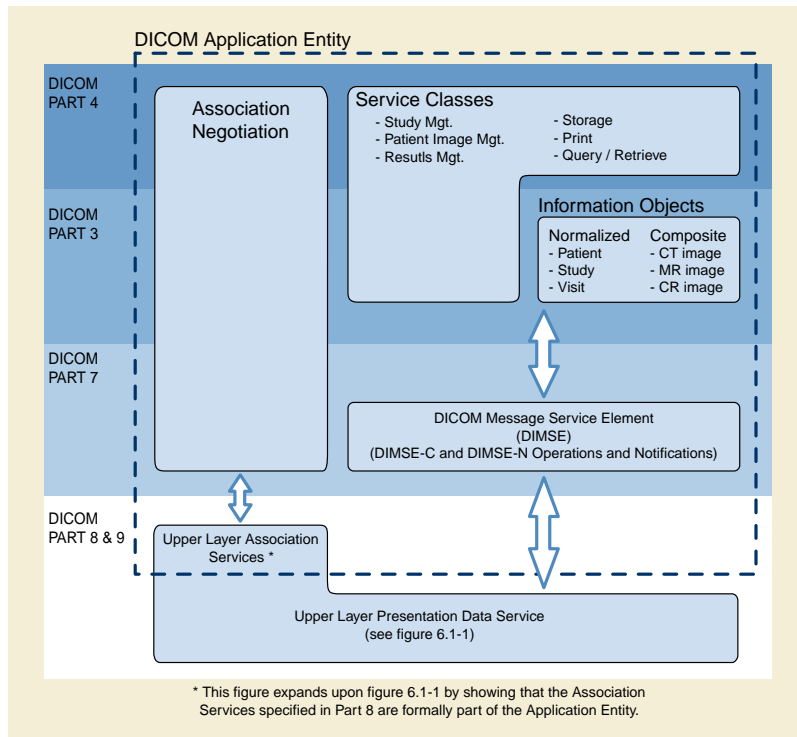 DICOM Application Entity
DICOM
PART 4
Association
Negotiation
Service Classes
- Study Mgt.
- Patient Image Mgt.
- Resutls Mgt.
- Storage
- Print
- Query / Retrieve
DICOM
PART 3
Information Objects
Normalized
- Patient
- Study
- Visit
Composite
- CT image
- MR image
- CR image
DICOM
PART 7
DICOM Message Service Element
(DIMSE)
(DIMSE-C and DIMSE-N Operations and Notifications)
DICOM
PART 8 & 9
Upper Layer Association
Services *
Upper Layer Presentation Data Service
(see figure 6.1-1)
* This figure expands upon figure 6.1-1 by showing that the Association
Services specified in Part 8 are formally part of the Application Entity.